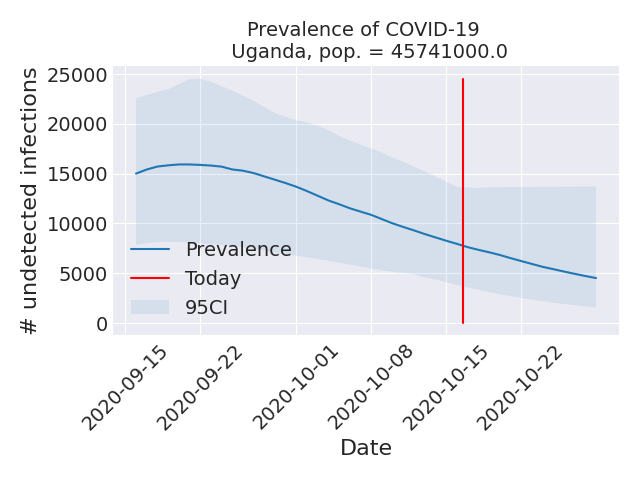 Prevalence of COVID-19
Uganda, pop. = 45741000.0
# undetected infections
25000
20000
15000
10000
5000
0
Prevalence
Today
95CI
2020-09-15
2020-09-22
2020-10-01
2020-10-08
2020-10-15
2020-10-22
Date